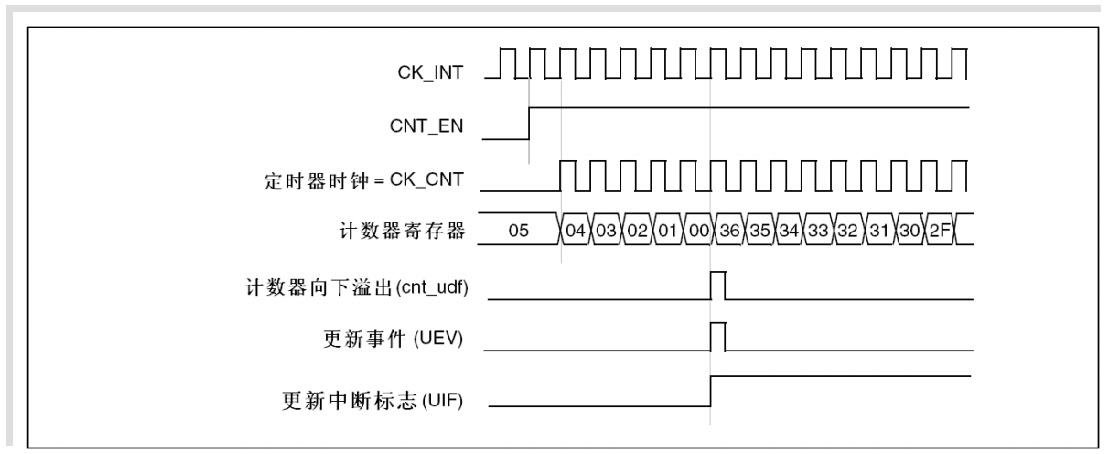 CK_INT
CNT_EN
定时器时钟 = CK_CNT
计数器寄存器 05 04 03 02 01 00 36 35 34 33 32 31 30 2F
计数器向下溢出(cnt_udf)
更新事件 (UEV)
更新中断标志(UIF)